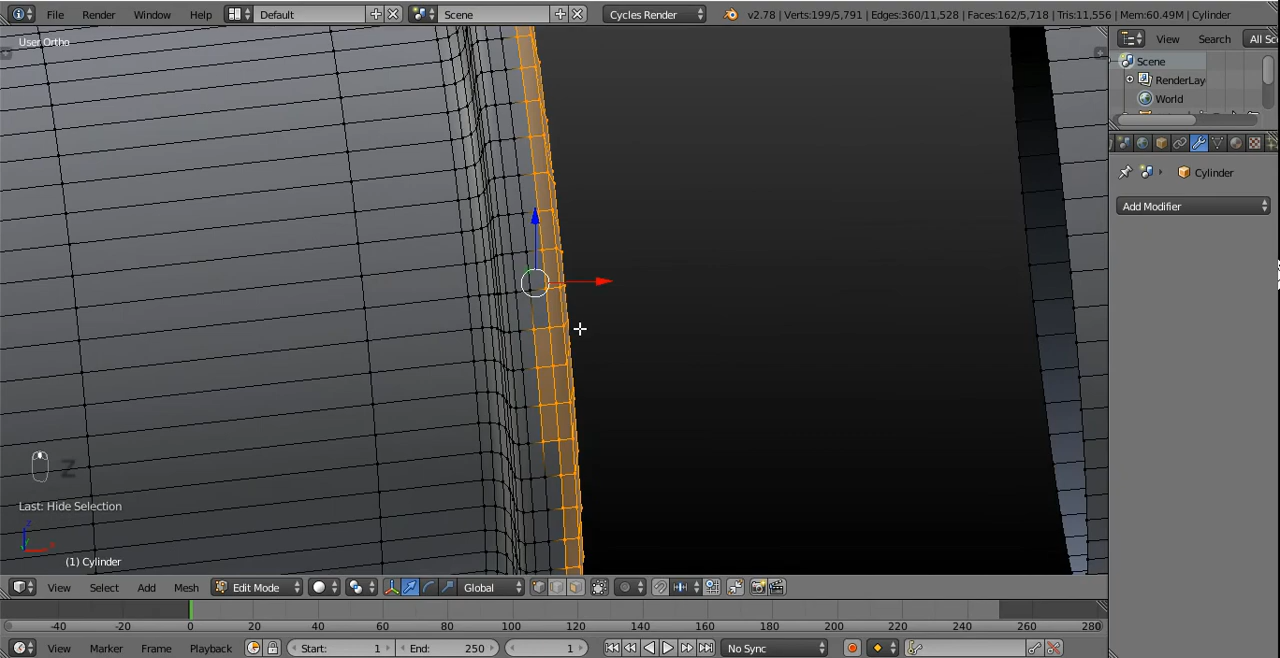 File Render Window Help Default Scene Cycles Render v2.78 | Verts:199/5,791 | Edges:360/11,528 | Faces:162/5,718 | Tris:11,556 | Mem:60.49M | Cylinder
User Ortho
View Search All Sc
Scene
RenderLay
World
Cylinder
Add Modifier
Z
Last: Hide Selection
z
x
(1) Cylinder
View Select Add Mesh Edit Mode Global
-40 -20 0 20 40 60 80 100 120 140 160 180 200 220 240 260 280
View Marker Frame Playback Start: 1 End: 250 1 No Sync